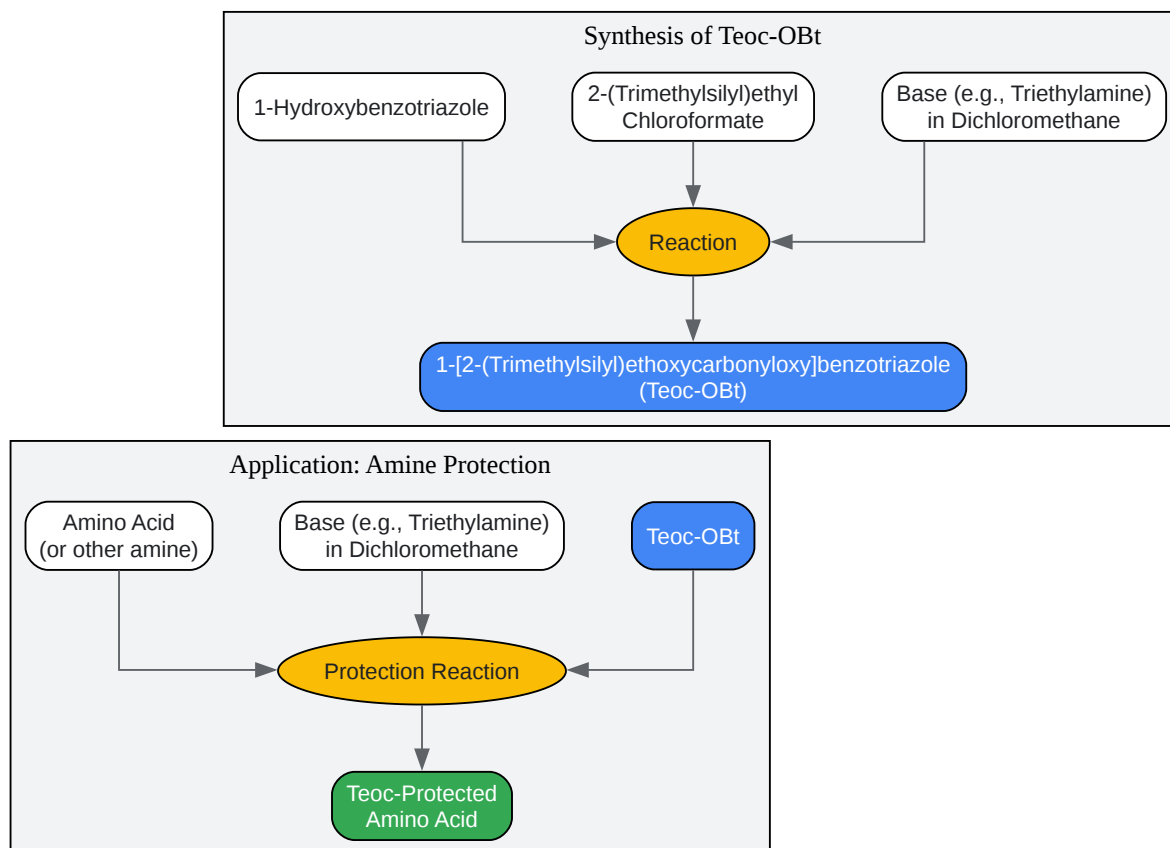 Synthesis of Teoc-OBt
1-Hydroxybenzotriazole
2-(Trimethylsilyl)ethyl
Chloroformate
Base (e.g., Triethylamine)
in Dichloromethane
Reaction
1-[2-(Trimethylsilyl)ethoxycarbonyloxy]benzotriazole
(Teoc-OBt)
Application: Amine Protection
Amino Acid
(or other amine)
Base (e.g., Triethylamine)
in Dichloromethane
Teoc-OBt
Protection Reaction
Teoc-Protected
Amino Acid